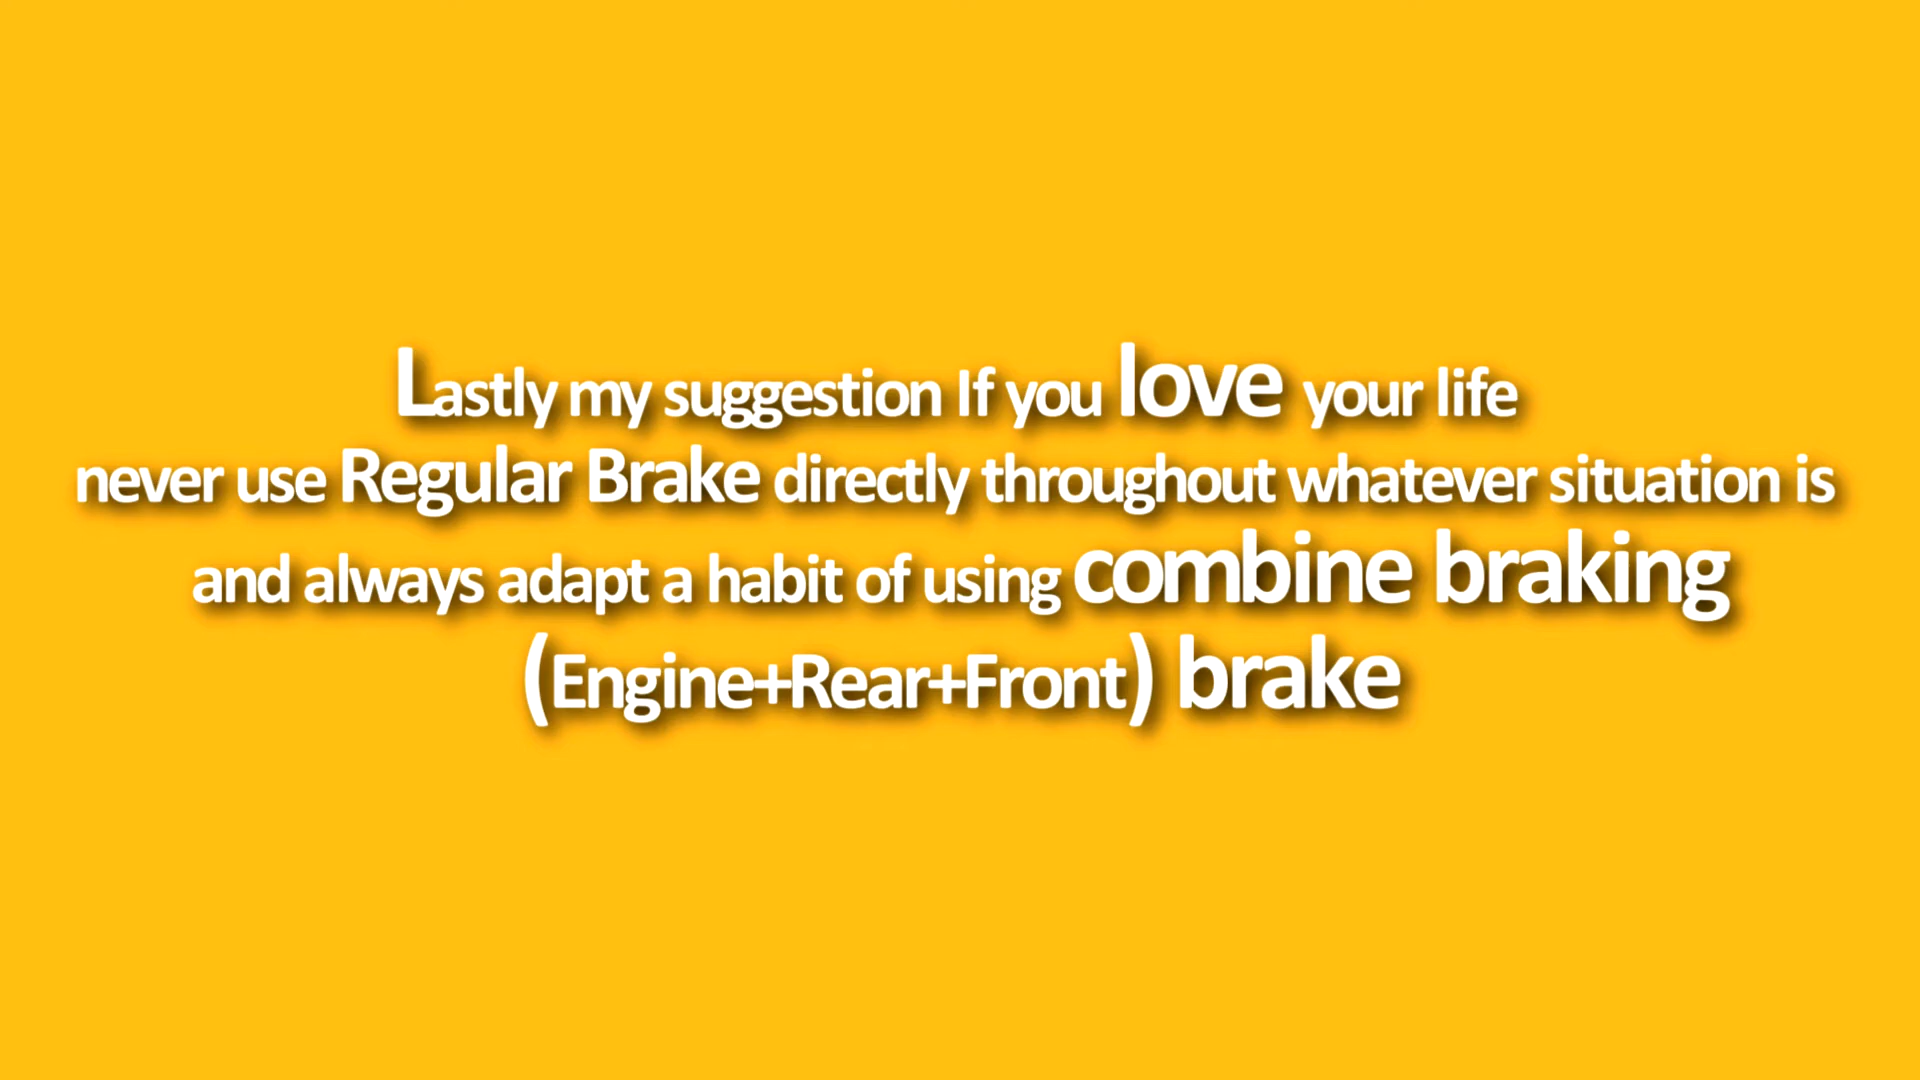 Lastly my suggestion If you love your life
never use Regular Brake directly throughout whatever situation is
and always adapt a habit of using combine braking
(Engine+Rear+Front) brake